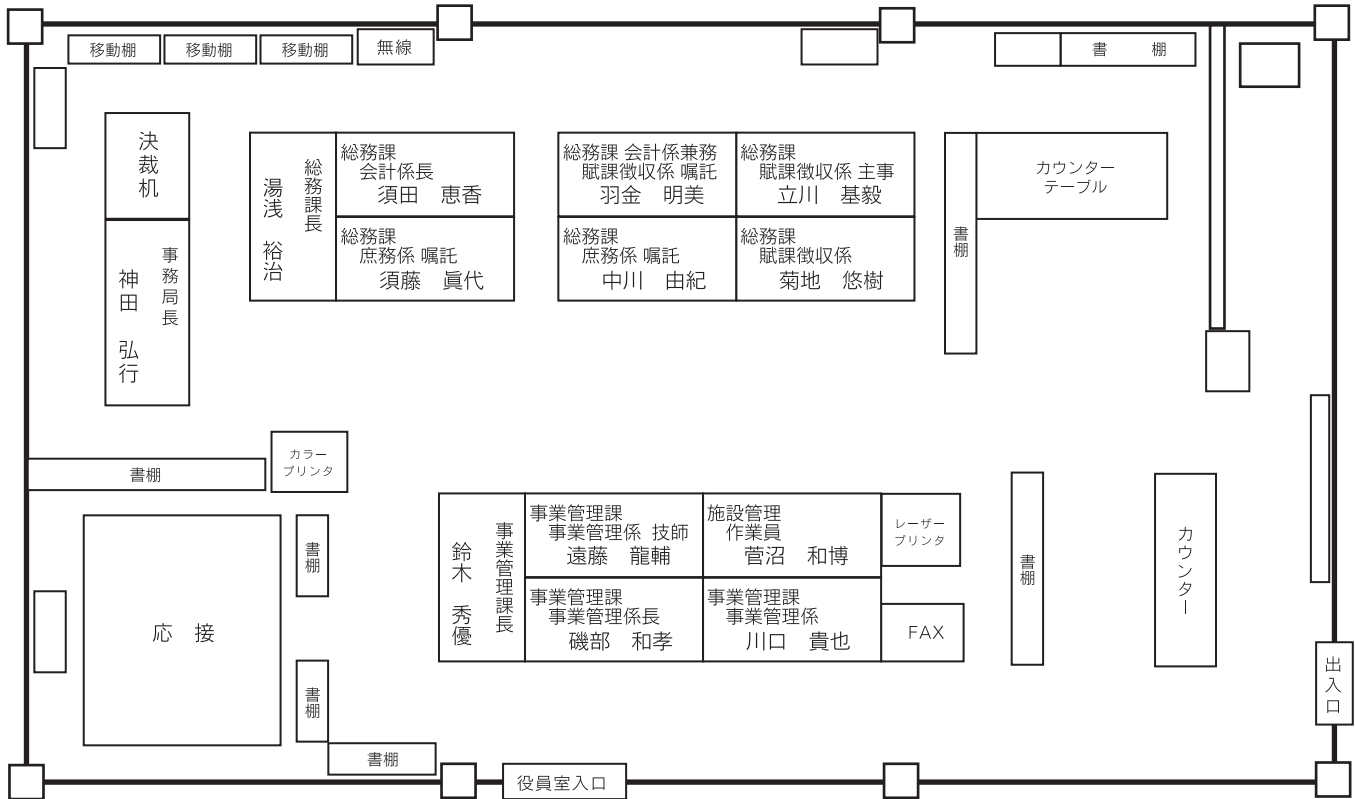 移動棚
移動棚
移動棚
無線
書　棚
決裁机
事務局長
神田　弘行
総務課長
湯浅　裕治
総務課
会計係長
須田　恵香
総務課
庶務係 嘱託
須藤　眞代
総務課 会計係兼務
賦課徴収係 嘱託
羽金　明美
総務課
賦課徴収係 主事
立川　基毅
総務課
庶務係 嘱託
中川　由紀
総務課
賦課徴収係
菊地　悠樹
書棚
カウンター
テーブル
書棚
カラー
プリンタ
応　接
書棚
書棚
書棚
事業管理課長
鈴木　秀優
事業管理課
事業管理係 技師
遠藤　龍輔
施設管理
作業員
菅沼　和博
事業管理課
事業管理係長
磯部　和孝
事業管理課
事業管理係
川口　貴也
レーザー
プリンタ
FAX
書棚
カウンター
出入口
役員室入口